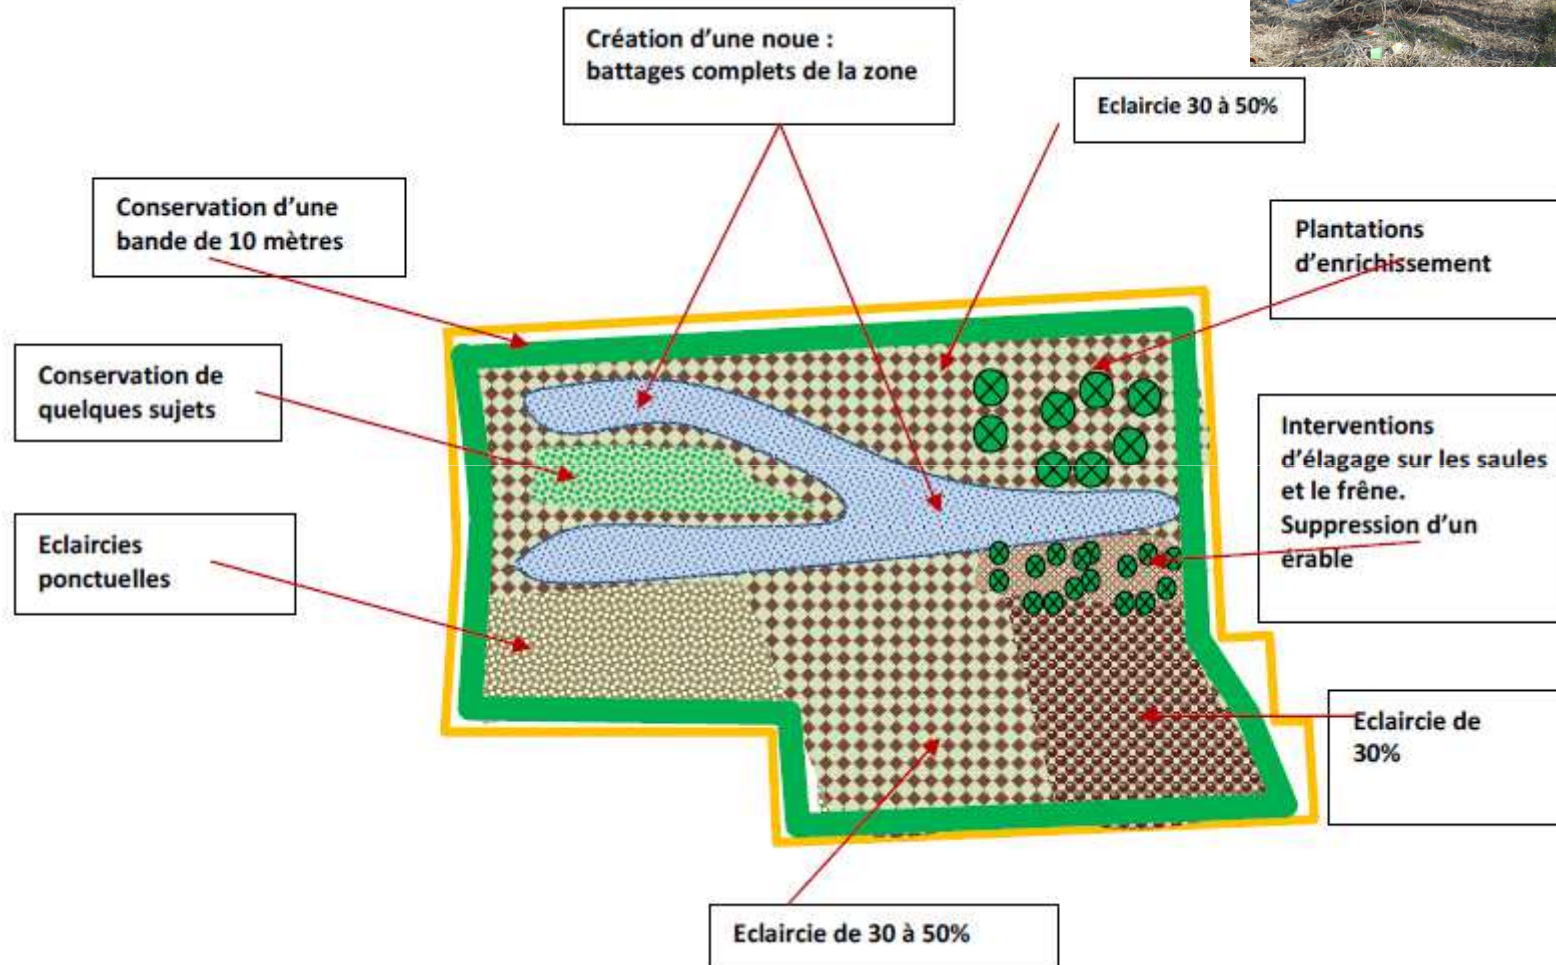 Création d’une noue :
battages complets de la zone
Eclaircie 30 à 50%
Conservation d’une
bande de 10 mètres
Plantations
d’enrichissement
Conservation de
quelques sujets
Interventions
d’élagage sur les saules
et le frêne.
Suppression d’un
érable
Eclaircies
ponctuelles
Eclaircie de
30%
Eclaircie de 30 à 50%